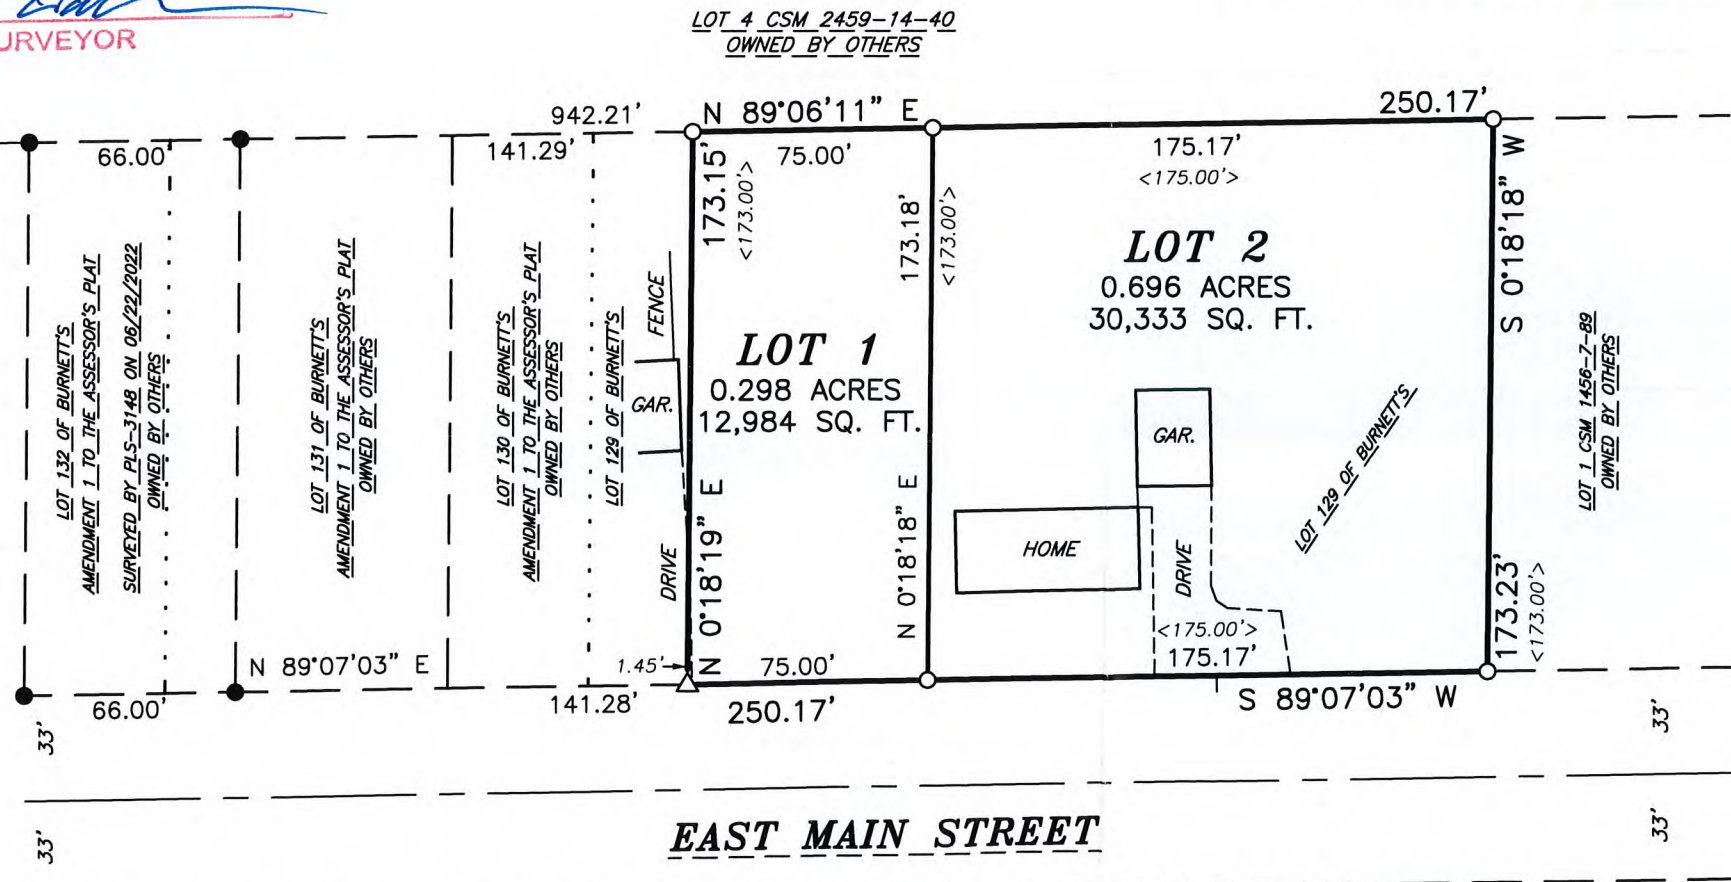 URVEYOR
LOT 4 CSM 2459-14-40
OWNED BY OTHERS
942.21'
N 89°06'11" E
250.17'
66.00'
141.29'
75.00'
175.17'
<175.00'>
173.15'
<173.00'>
173.18'
<173.00'>
S 0°18'18" W
LOT 132 OF BURNETT'S
AMENDMENT 1 TO THE ASSESSOR'S PLAT
SURVEYED BY PLS-3148 ON 06/22/2022
OWNED BY OTHERS
LOT 131 OF BURNETT'S
AMENDMENT 1 TO THE ASSESSOR'S PLAT
OWNED BY OTHERS
LOT 130 OF BURNETT'S
AMENDMENT 1 TO THE ASSESSOR'S PLAT
OWNED BY OTHERS
LOT 129 OF BURNETT'S
FENCE
GAR.
DRIVE
LOT 1
0.298 ACRES
12,984 SQ. FT.
LOT 2
0.696 ACRES
30,333 SQ. FT.
GAR.
HOME
DRIVE
LOT 129 OF BURNETT'S
LOT 1 CSM 1456-7-89
OWNED BY OTHERS
N 0°18'19" E
N 0°18'18" E
173.23'
<173.00'>
N 89°07'03" E
1.45'
75.00'
<175.00'>
175.17'
66.00'
141.28'
250.17'
S 89°07'03" W
33'
33'
EAST MAIN STREET
33'
33'